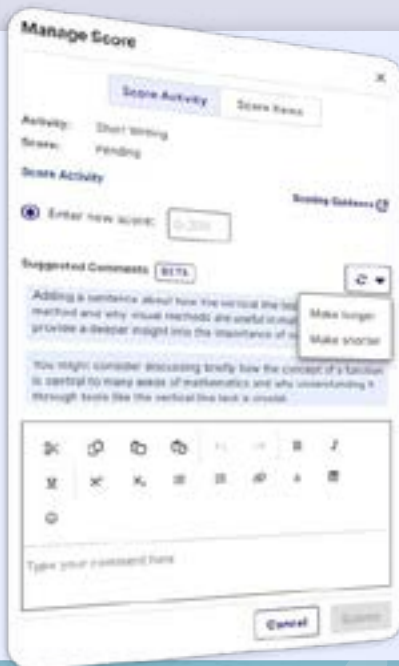 Manage Score
Score Activity Score Items
Activity: Short Writing
Score: Pending
Score Activity
Scoring Guidance
Enter new score: 0-200
Suggested Comments BETA
Adding a sentence about how the vertical line
method and why visual methods are useful in
provide a deeper insight into the importance of
Make longer
Make shorter
You might consider discussing briefly how the concept of a function
is central to many areas of mathematics and why understanding it
through tools like the vertical line test is crucial.
Type your comment here
Cancel Submit